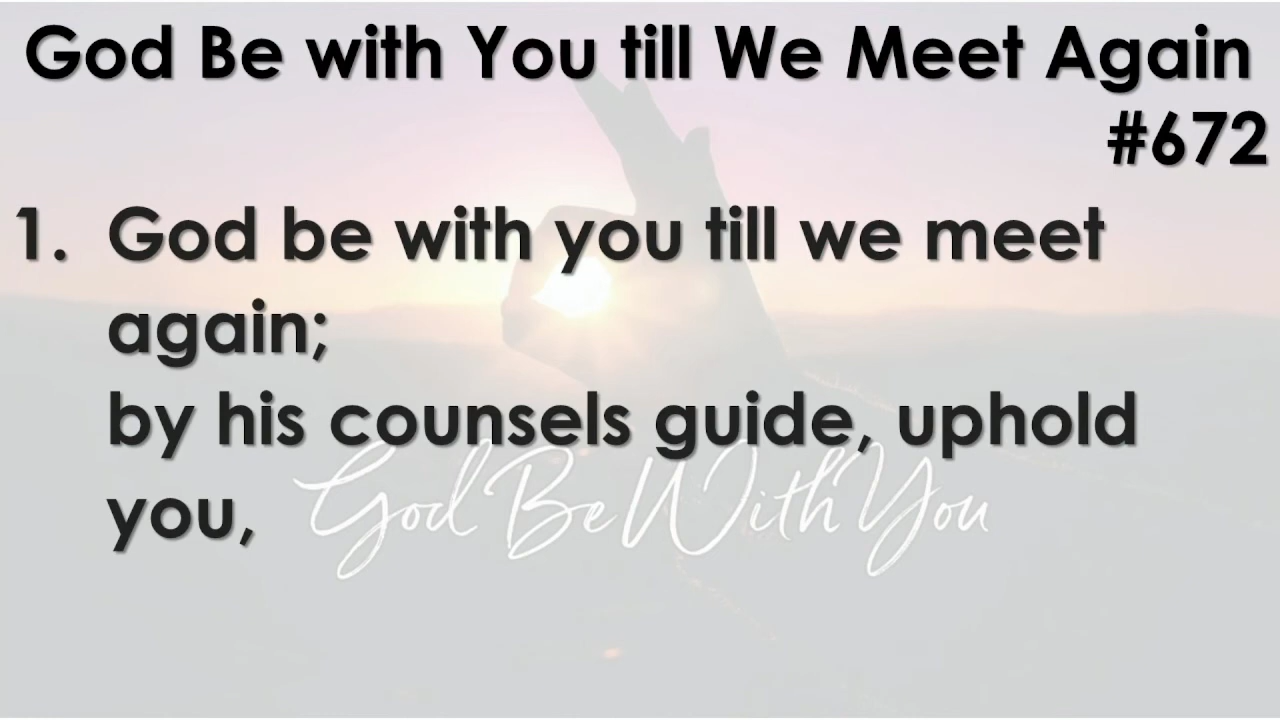 God Be with You till We Meet Again
#672
1. God be with you till we meet
again;
by his counsels guide, uphold
you,
God Be With You